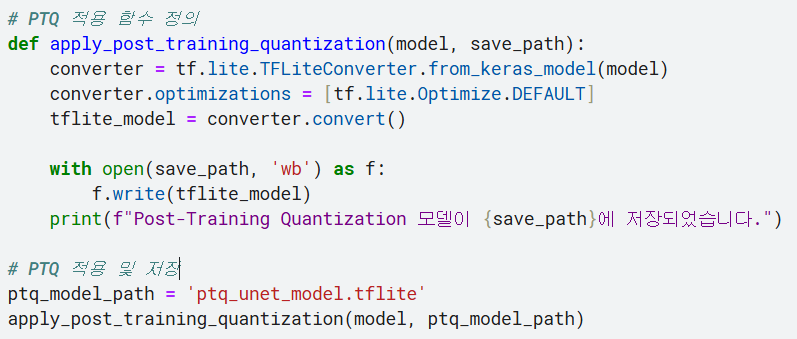 # PTQ 적용 함수 정의
def apply_post_training_quantization(model, save_path):
    converter = tf.lite.TFLiteConverter.from_keras_model(model)
    converter.optimizations = [tf.lite.Optimize.DEFAULT]
    tflite_model = converter.convert()
    with open(save_path, 'wb') as f:
        f.write(tflite_model)
    print(f"Post-Training Quantization 모델이 {save_path}에 저장되었습니다.")
# PTQ 적용 및 저장
ptq_model_path = 'ptq_unet_model.tflite'
apply_post_training_quantization(model, ptq_model_path)